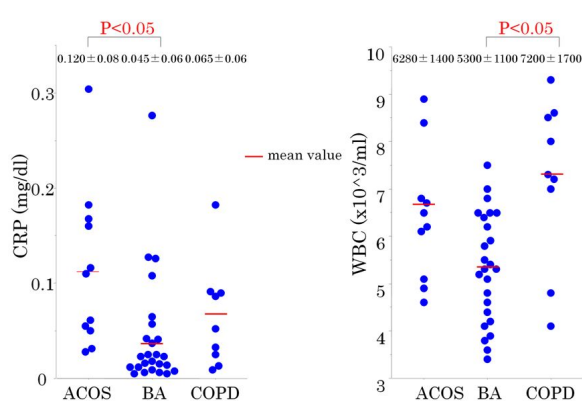 P<0.05
0.120±0.08 0.045±0.06 0.065±0.06
0.3
0.2
0.1
0
CRP (mg/dl)
ACOS BA COPD
mean value
P<0.05
6280±1400 5300±1100 7200±1700
10
9
8
7
6
5
4
3
WBC (x10^3/ml)
ACOS BA COPD